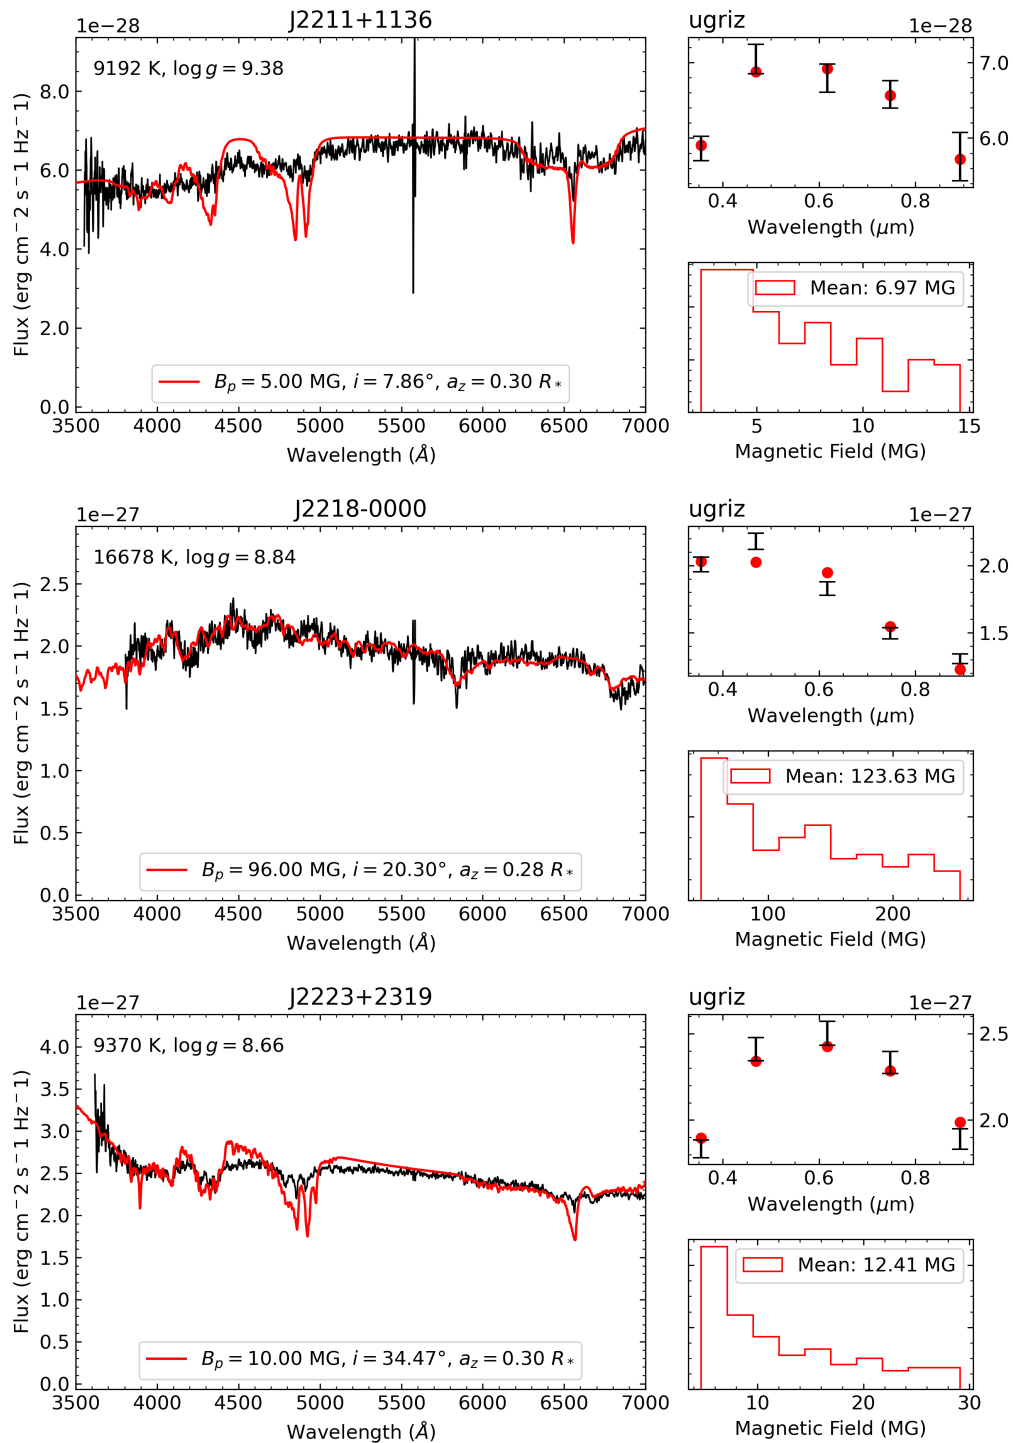 J2211+1136
1e−28
9192 K, log g = 9.38
Flux (erg cm−2 s−1 Hz−1)
8.0
6.0
4.0
2.0
0.0
B_p = 5.00 MG, i = 7.86°, a_z = 0.30 R_*
3500 4000 4500 5000 5500 6000 6500 7000
Wavelength (Å)
ugriz
1e−28
7.0
6.0
0.4 0.6 0.8
Wavelength (μm)
Mean: 6.97 MG
5 10 15
Magnetic Field (MG)
J2218-0000
1e−27
16678 K, log g = 8.84
Flux (erg cm−2 s−1 Hz−1)
2.5
2.0
1.5
1.0
0.5
0.0
B_p = 96.00 MG, i = 20.30°, a_z = 0.28 R_*
3500 4000 4500 5000 5500 6000 6500 7000
Wavelength (Å)
ugriz
1e−27
2.0
1.5
0.4 0.6 0.8
Wavelength (μm)
Mean: 123.63 MG
100 200
Magnetic Field (MG)
J2223+2319
1e−27
9370 K, log g = 8.66
Flux (erg cm−2 s−1 Hz−1)
4.0
3.5
3.0
2.5
2.0
1.5
1.0
0.5
0.0
B_p = 10.00 MG, i = 34.47°, a_z = 0.30 R_*
3500 4000 4500 5000 5500 6000 6500 7000
Wavelength (Å)
ugriz
1e−27
2.5
2.0
0.4 0.6 0.8
Wavelength (μm)
Mean: 12.41 MG
10 20 30
Magnetic Field (MG)